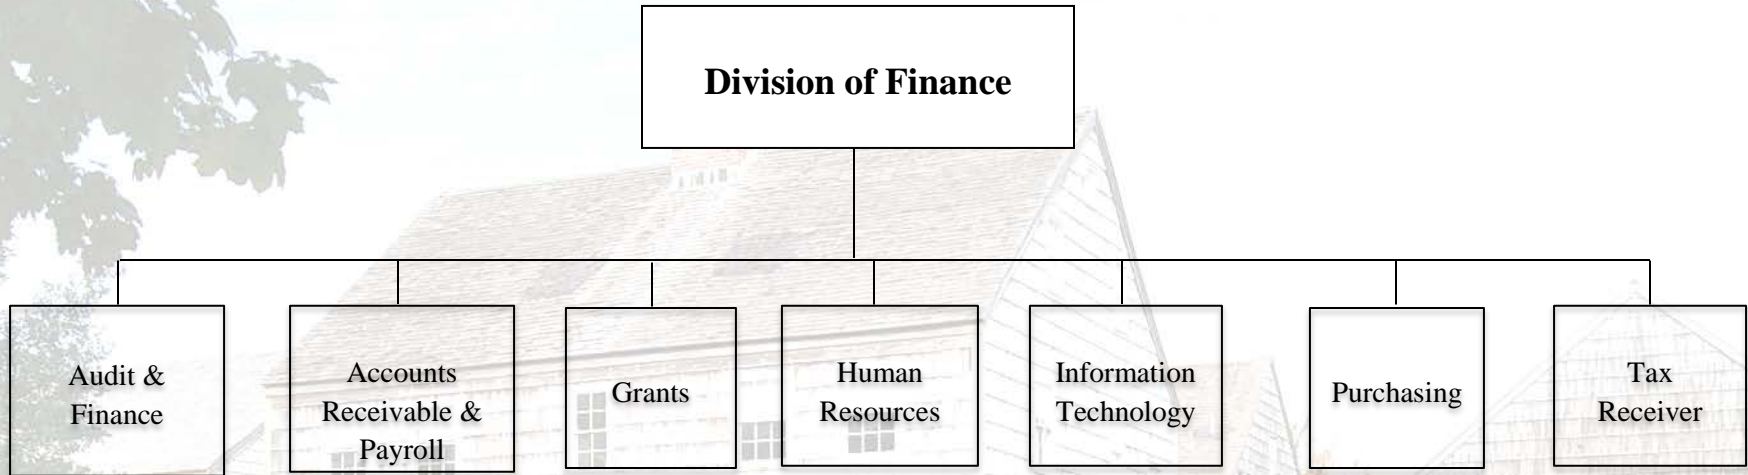 Division of Finance
Audit &
Finance
Accounts
Receivable &
Payroll
Grants
Human
Resources
Information
Technology
Purchasing
Tax
Receiver